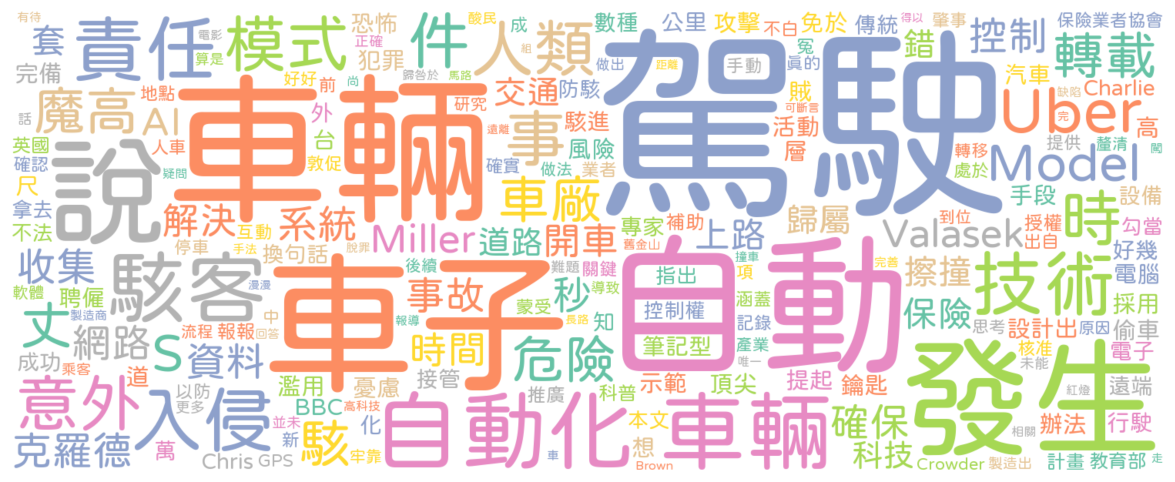 有待 電影 套 責任 模式 恐怖 酸民 成 件 人類 數種 公里 攻擊 不白 免於 傳統 得以 肇事 保險業者協會
完備 算是 好好 前 犯罪 正確 組 做出 距離 冤 手動 真的 錯 控制 轉載
魔高 地點 外 歸咎於 尚 馬路 研究 交通 防駭 賊 可斷言 汽車 缺陷 完 Charlie
AI 話 台 車輛 遠離 事 駭進 風險 駕駛 活動 層 Uber 高
英國 人車 敦促 確實 做法 業者 轉移 提供 釐清 聞
確認 疑問 說 尺 處於 Model 手段 設備
拿去 不法 解決 互動 系統 車廠 專家 補助 歸屬 到位 授權 出自 時 勾當
停車 換句話 手法 脫罪 Miller 道路 開車 舊金山 上路 Valasek 好幾
收集 駭客 後續 難題 關鍵 撞車 指出 自動 項 完善 擦撞 技術 電腦
軟體 聘僱 漫漫 車子 報導 事故 蒙受 秒 導致 控制權 涵蓋 保險 採用
丈 製造商 流程 報報 中 回答 長路 知 筆記型 記錄 產業 思考 設計出 原因 偷車
成功 網路 S 資料 時間 危險 唯一 核准 未能 電子
乘客 道 以防 濫用 憂慮 接管 推廣 科普 示範 頂尖 提起 鑰匙 發生 紅燈 遠端
意外 入侵 更多 BBC 高科技 化 自動化 本文 車輛 確保 辦法 行駛
克羅德 萬 並未 新 駭 牢靠 車 想 科技 相關
Chris GPS Brown Crowder 製造出 計畫 教育部 走